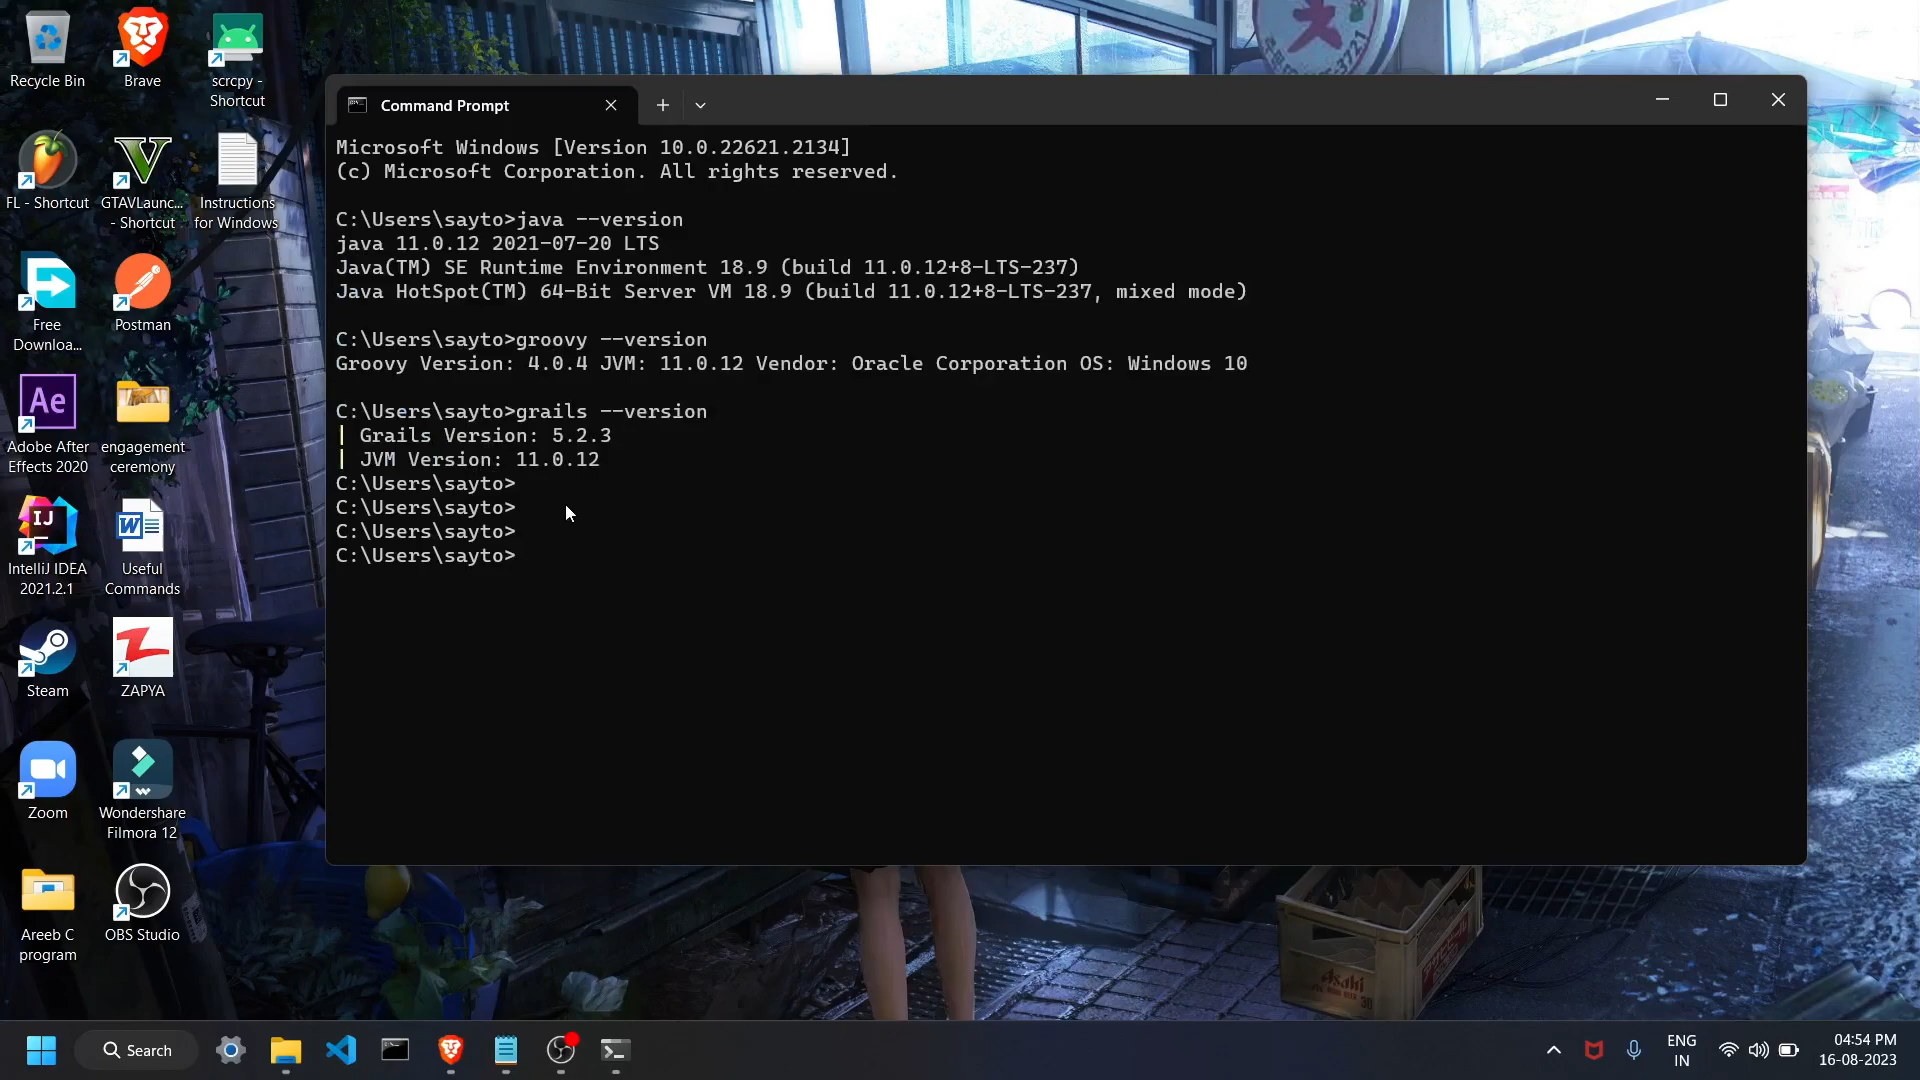 Recycle Bin
Brave
scrcpy -
Shortcut
FL - Shortcut
GTAVLaunc...
- Shortcut
Instructions
for Windows
Free
Downloa...
Postman
Ae
Adobe After
Effects 2020
engagement
ceremony
IJ
IntelliJ IDEA
2021.2.1
W
Useful
Commands
Steam
ZAPYA
Zoom
Wondershare
Filmora 12
Areeb C
program
OBS Studio
Command Prompt
Microsoft Windows [Version 10.0.22621.2134]
(c) Microsoft Corporation. All rights reserved.
C:\Users\sayto>java --version
java 11.0.12 2021-07-20 LTS
Java(TM) SE Runtime Environment 18.9 (build 11.0.12+8-LTS-237)
Java HotSpot(TM) 64-Bit Server VM 18.9 (build 11.0.12+8-LTS-237, mixed mode)
C:\Users\sayto>groovy --version
Groovy Version: 4.0.4 JVM: 11.0.12 Vendor: Oracle Corporation OS: Windows 10
C:\Users\sayto>grails --version
| Grails Version: 5.2.3
| JVM Version: 11.0.12
C:\Users\sayto>
C:\Users\sayto>
C:\Users\sayto>
C:\Users\sayto>
Asahi
Search
ENG
IN
04:54 PM
16-08-2023